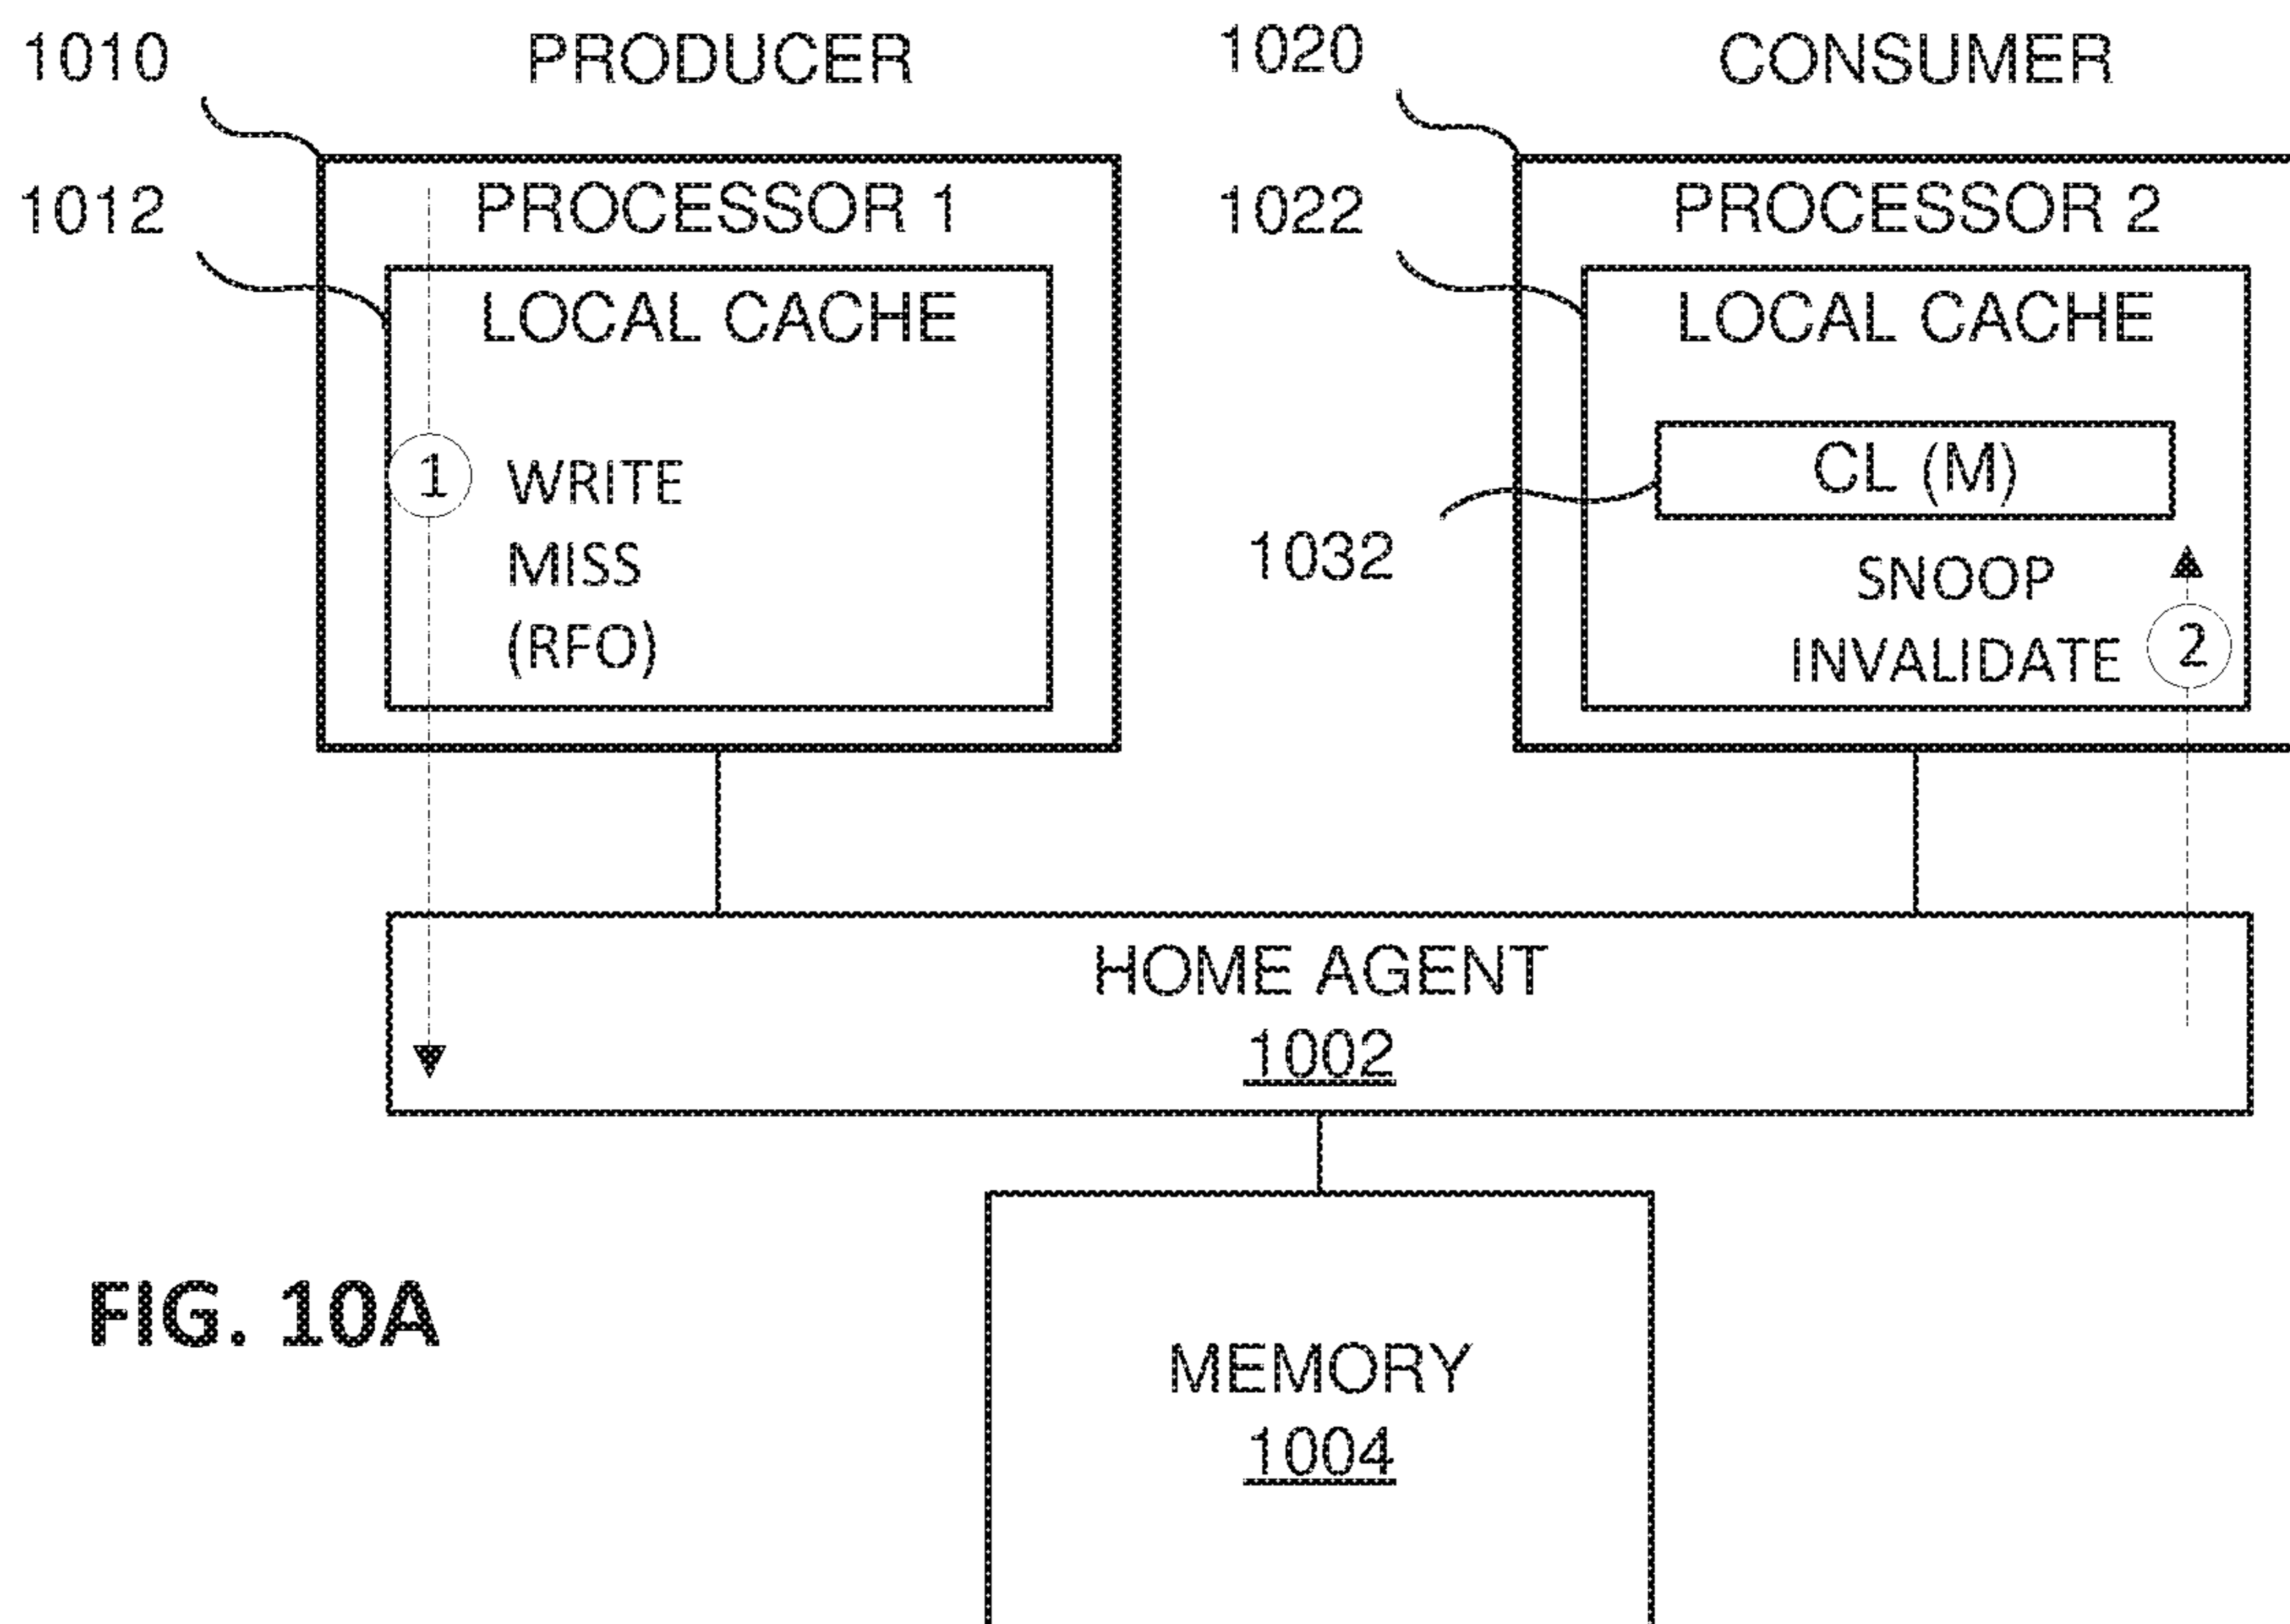 1010
PRODUCER
1020
CONSUMER
1012
PROCESSOR 1
1022
PROCESSOR 2
LOCAL CACHE
LOCAL CACHE
1 WRITE
MISS
(RFO)
CL (M)
1032
SNOOP
INVALIDATE 2
HOME AGENT
1002
MEMORY
1004
FIG. 10A